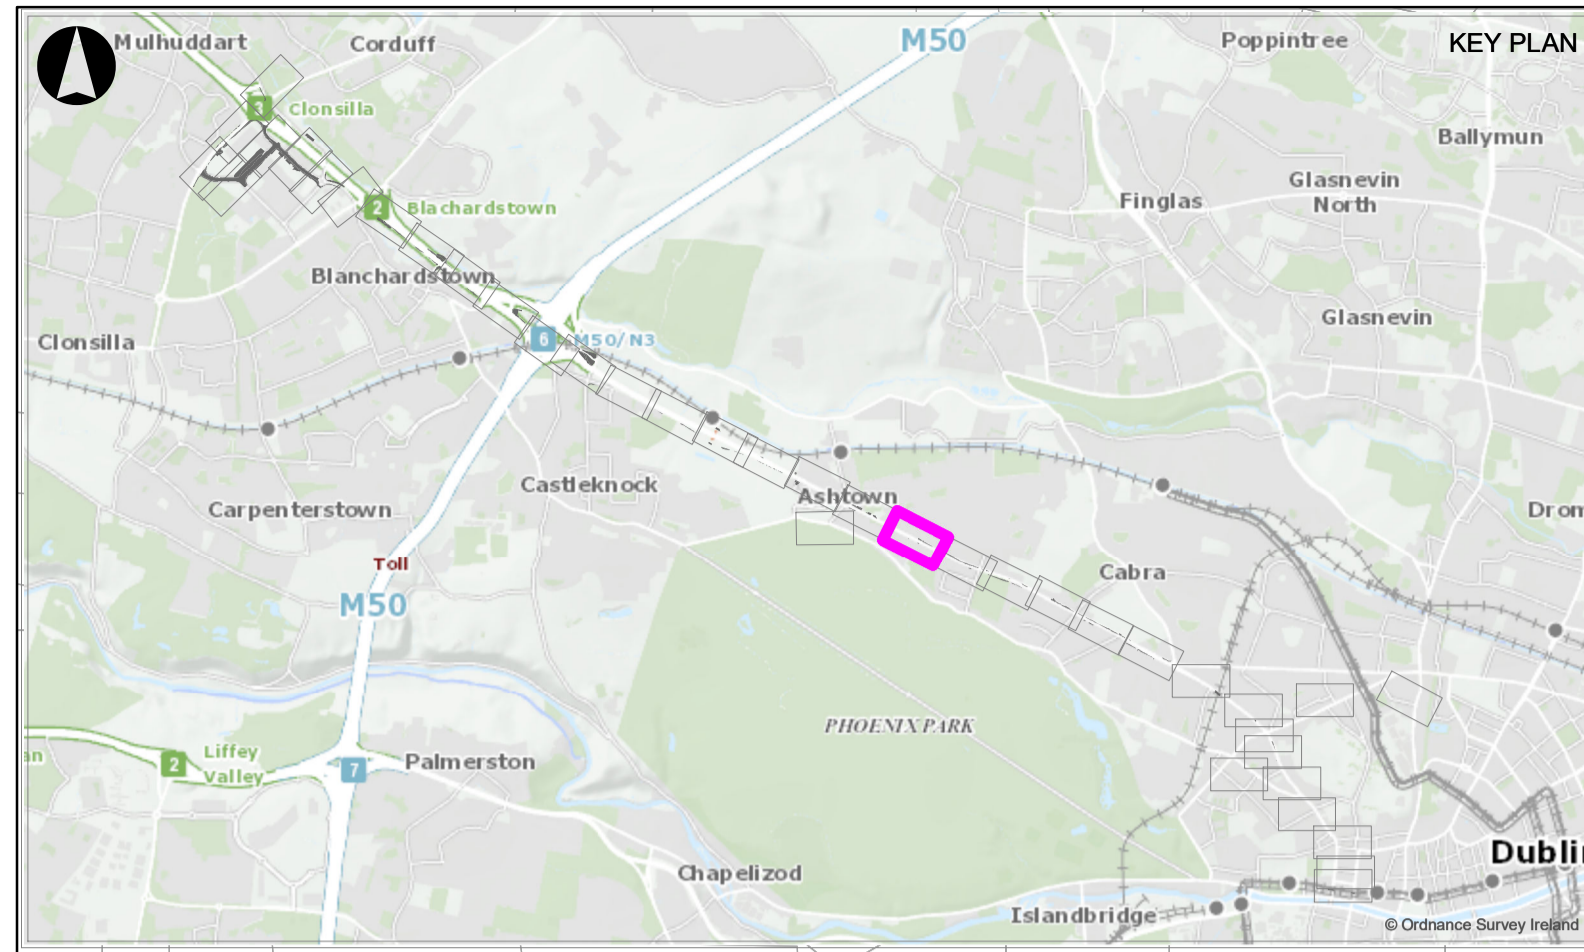 KEY PLAN
M50
Mulhuddart
Corduff
Poppintree
3
Clonsilla
Ballymun
Glasnevin
North
Finglas
2
Blachardstown
Blanchardstown
Glasnevin
Clonsilla
6
M50/N3
Castleknock
Ashtown
Carpenterstown
Drom
Toll
Cabra
M50
PHOENIX PARK
an
2
Liffey
Valley
7
Palmerston
Chapelizod
Dublin
Islandbridge
© Ordnance Survey Ireland